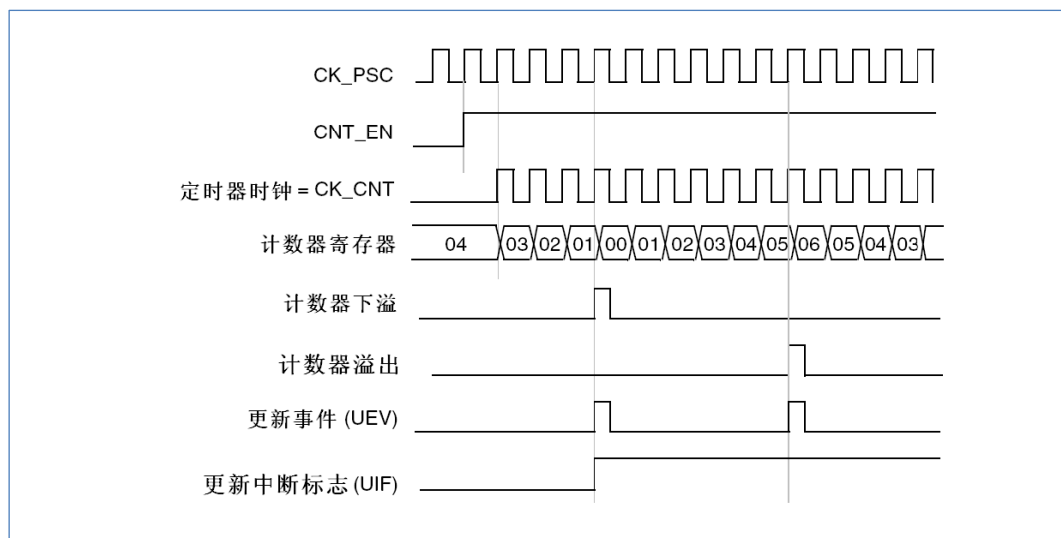 CK_PSC
CNT_EN
定时器时钟 = CK_CNT
计数器寄存器 04 03 02 01 00 01 02 03 04 05 06 05 04 03
计数器下溢
计数器溢出
更新事件 (UEV)
更新中断标志 (UIF)